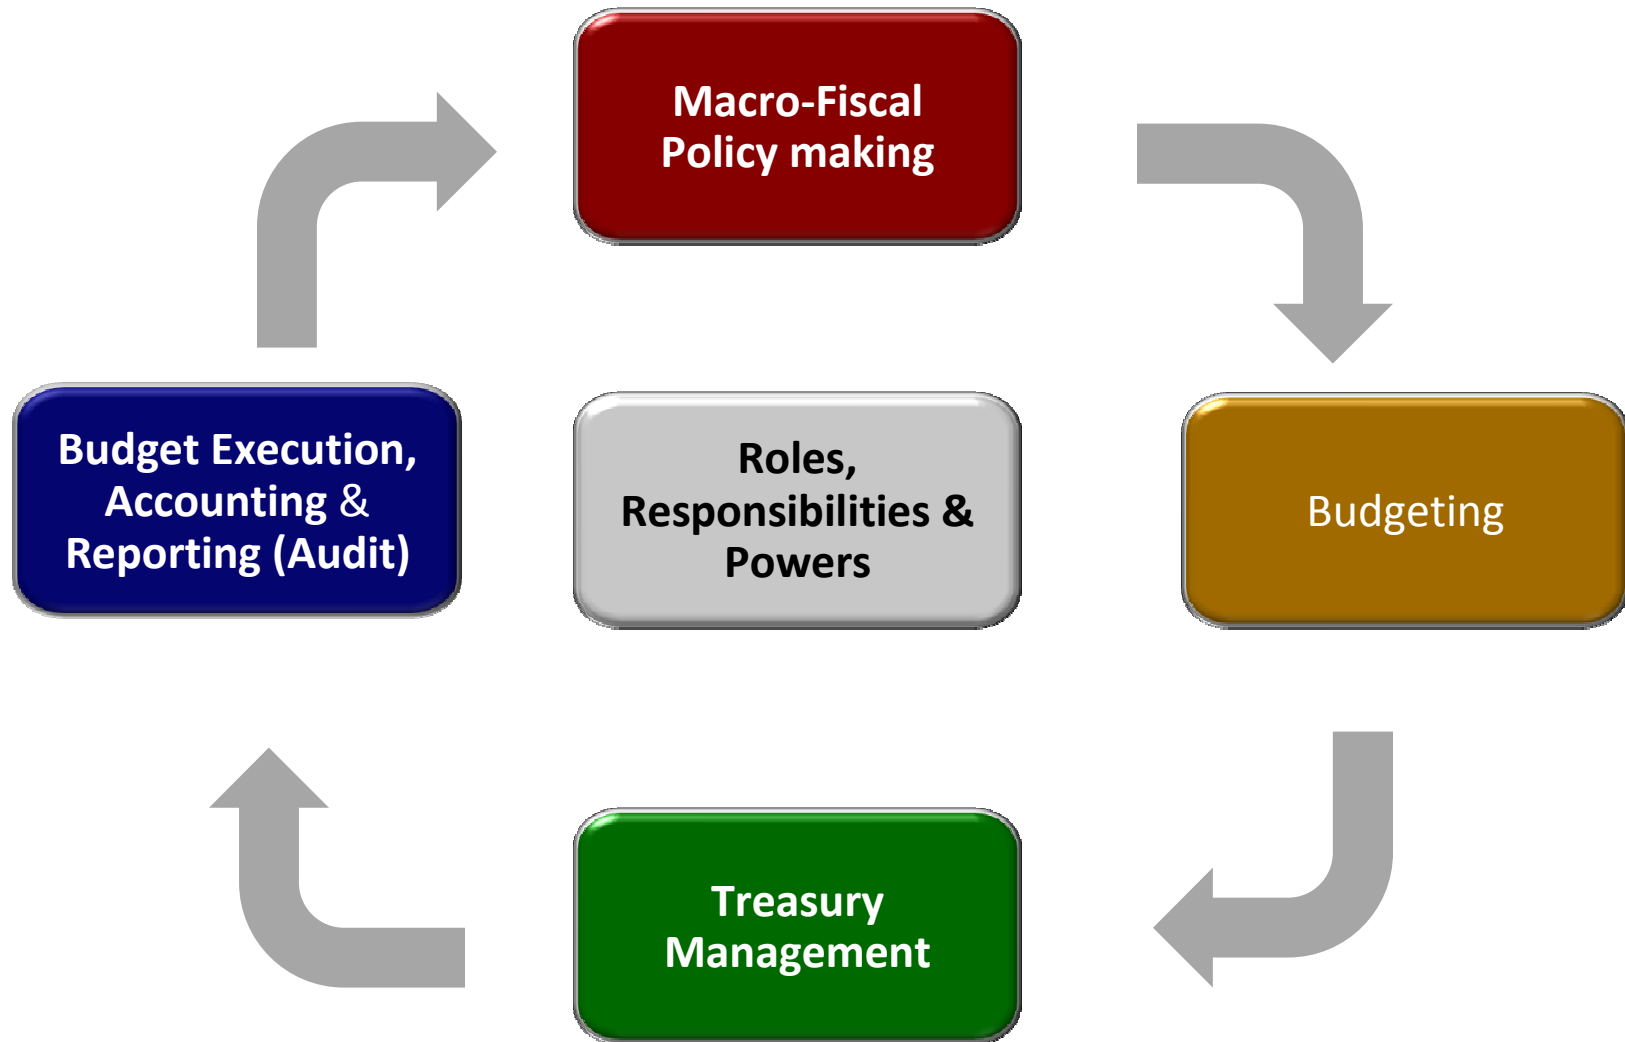 Macro-Fiscal
Policy making
Budget Execution,
Accounting &
Reporting (Audit)
Roles,
Responsibilities &
Powers
Budgeting
Treasury
Management